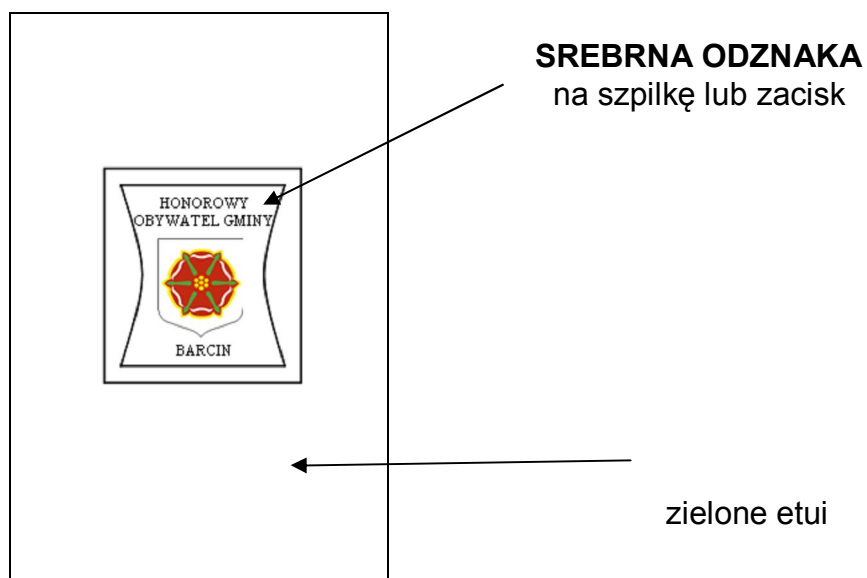 SREBRNA ODZNAKA
na szpilkę lub zacisk
HONOROWY
OBYWATEL GMINY
BARCIN
zielone etui